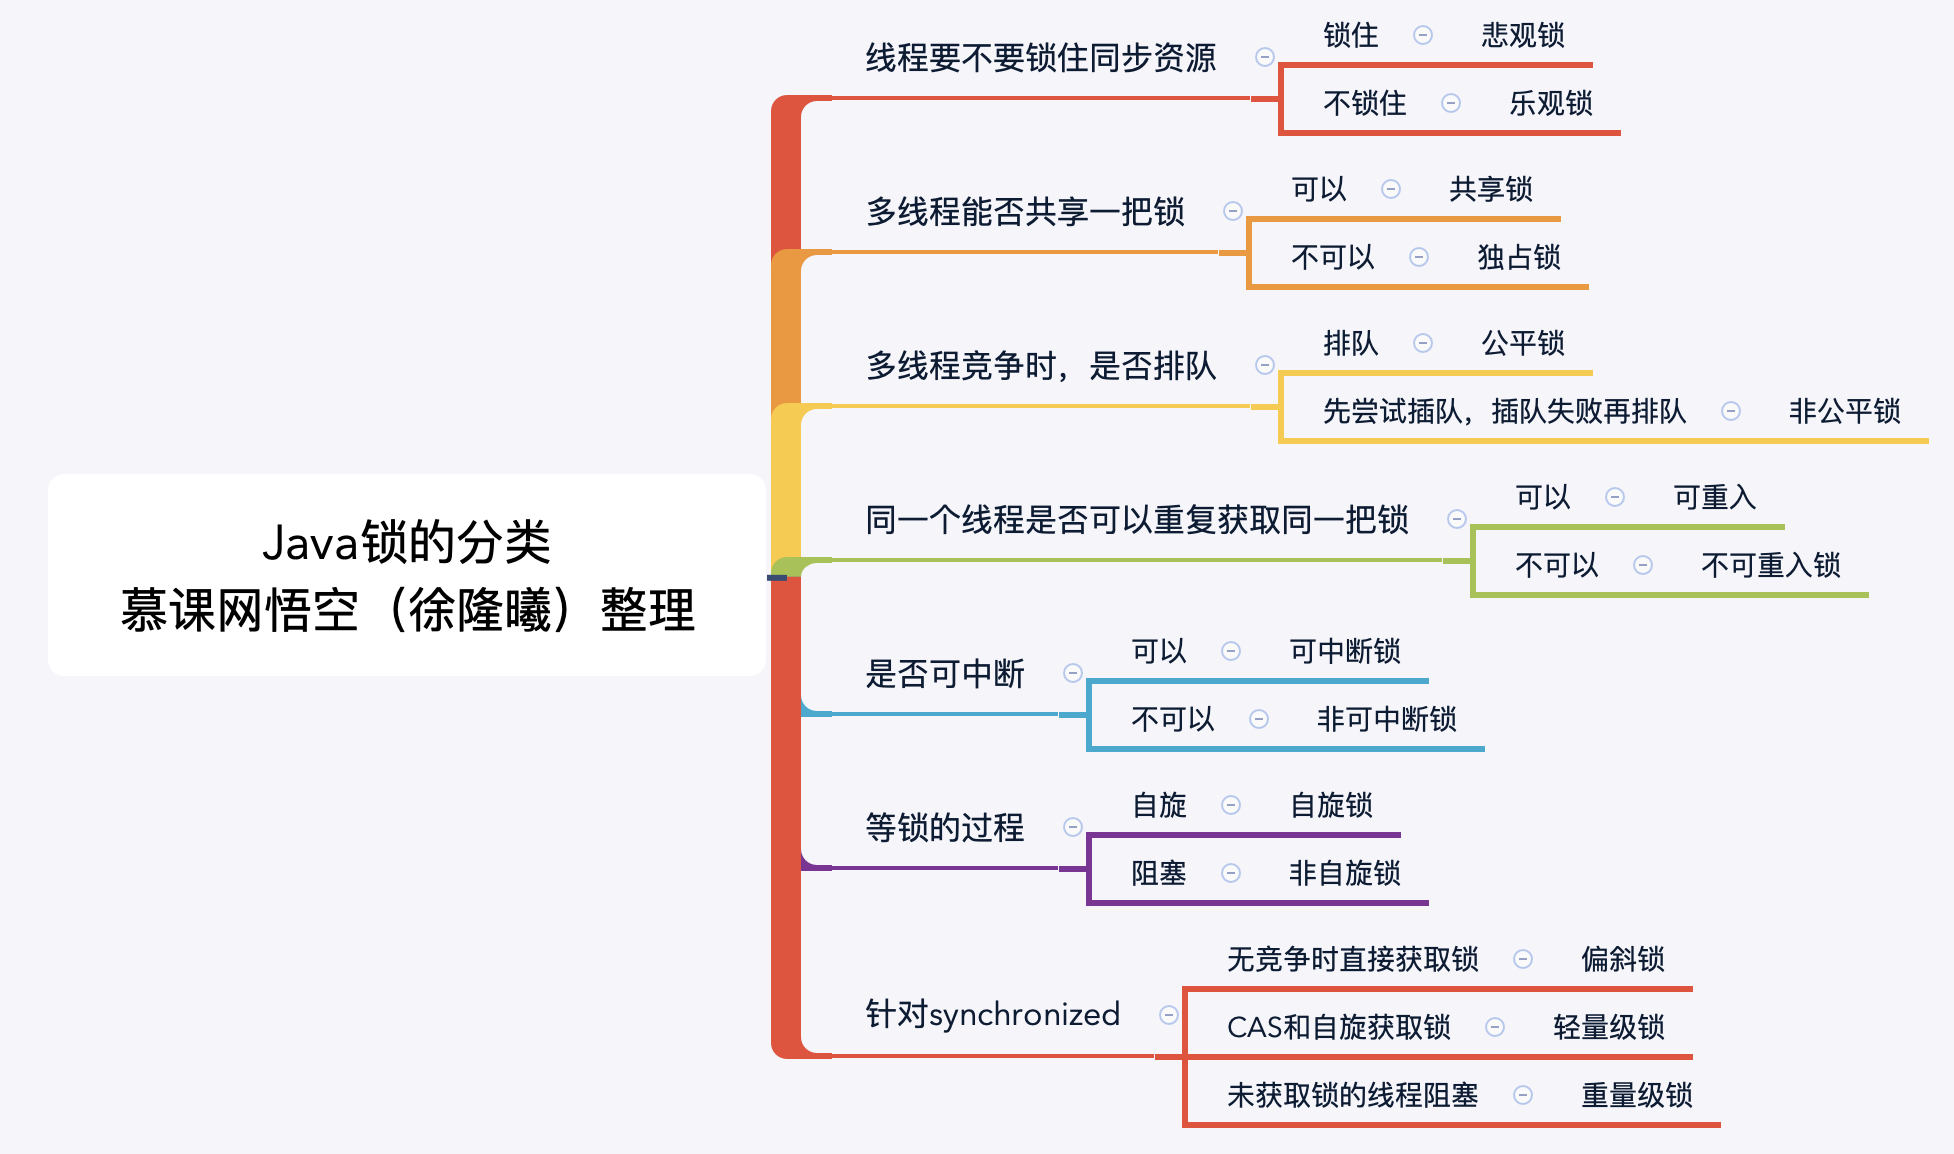 Java锁的分类
慕课网悟空（徐隆曦）整理
线程要不要锁住同步资源
锁住 悲观锁
不锁住 乐观锁
多线程能否共享一把锁
可以 共享锁
不可以 独占锁
多线程竞争时，是否排队
排队 公平锁
先尝试插队，插队失败再排队 非公平锁
同一个线程是否可以重复获取同一把锁
可以 可重入
不可以 不可重入锁
是否可中断
可以 可中断锁
不可以 非可中断锁
等锁的过程
自旋 自旋锁
阻塞 非自旋锁
针对synchronized
无竞争时直接获取锁 偏斜锁
CAS和自旋获取锁 轻量级锁
未获取锁的线程阻塞 重量级锁